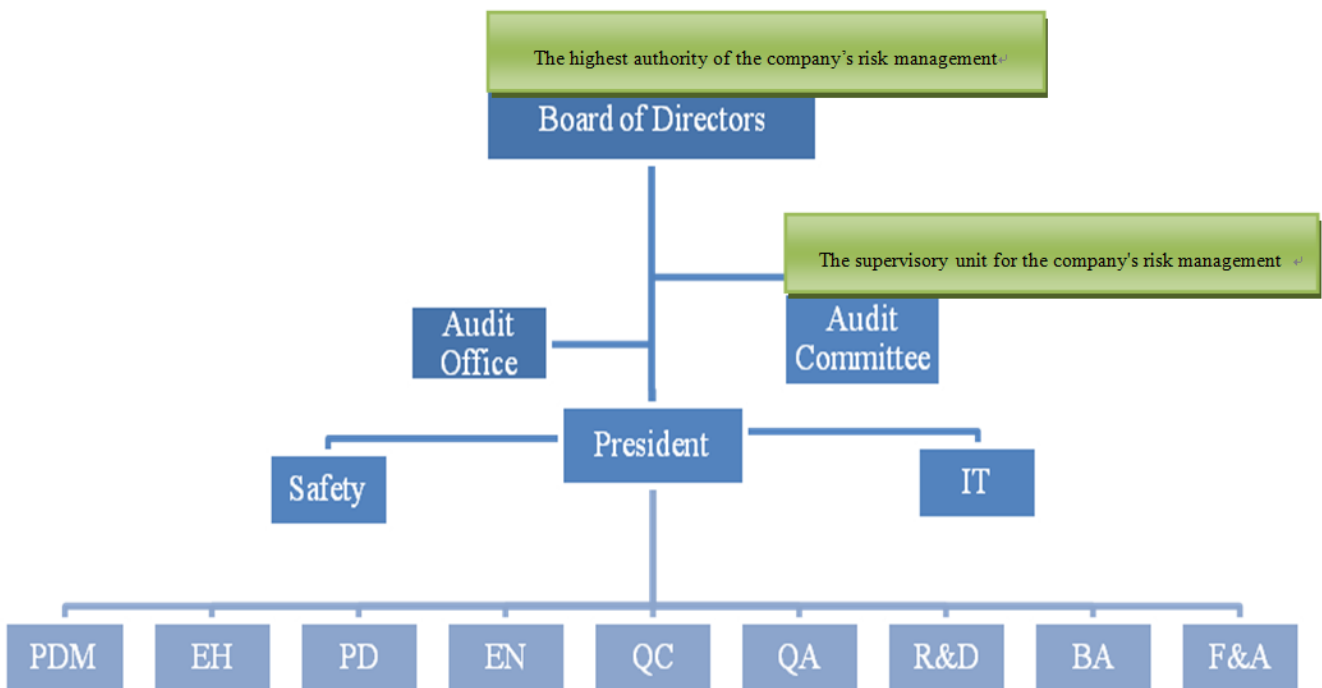 The highest authority of the company’s risk management↵
Board of Directors
The supervisory unit for the company's risk management ↵
Audit
Office
Audit
Committee
President
Safety
IT
PDM
EH
PD
EN
QC
QA
R&D
BA
F&A